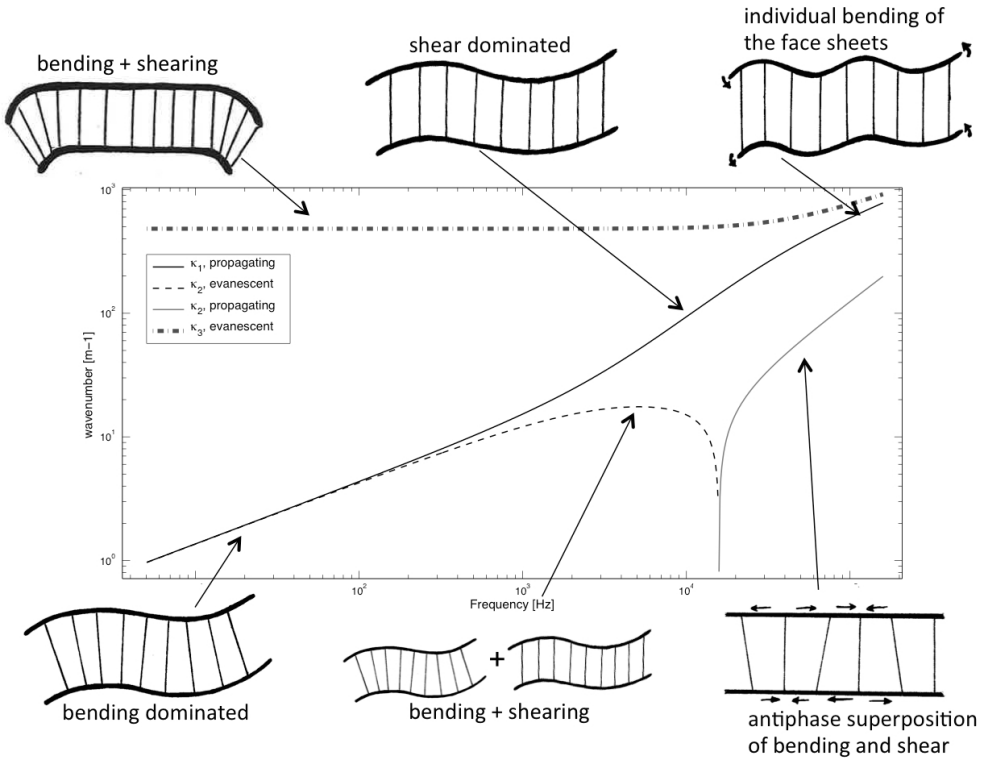 bending + shearing
shear dominated
individual bending of
the face sheets
10³
10²
10¹
10⁰
wavenumber [m−1]
κ₁, propagating
κ₂, evanescent
κ₂, propagating
κ₃, evanescent
10²
10³
10⁴
Frequency [Hz]
bending dominated
+
bending + shearing
antiphase superposition
of bending and shear